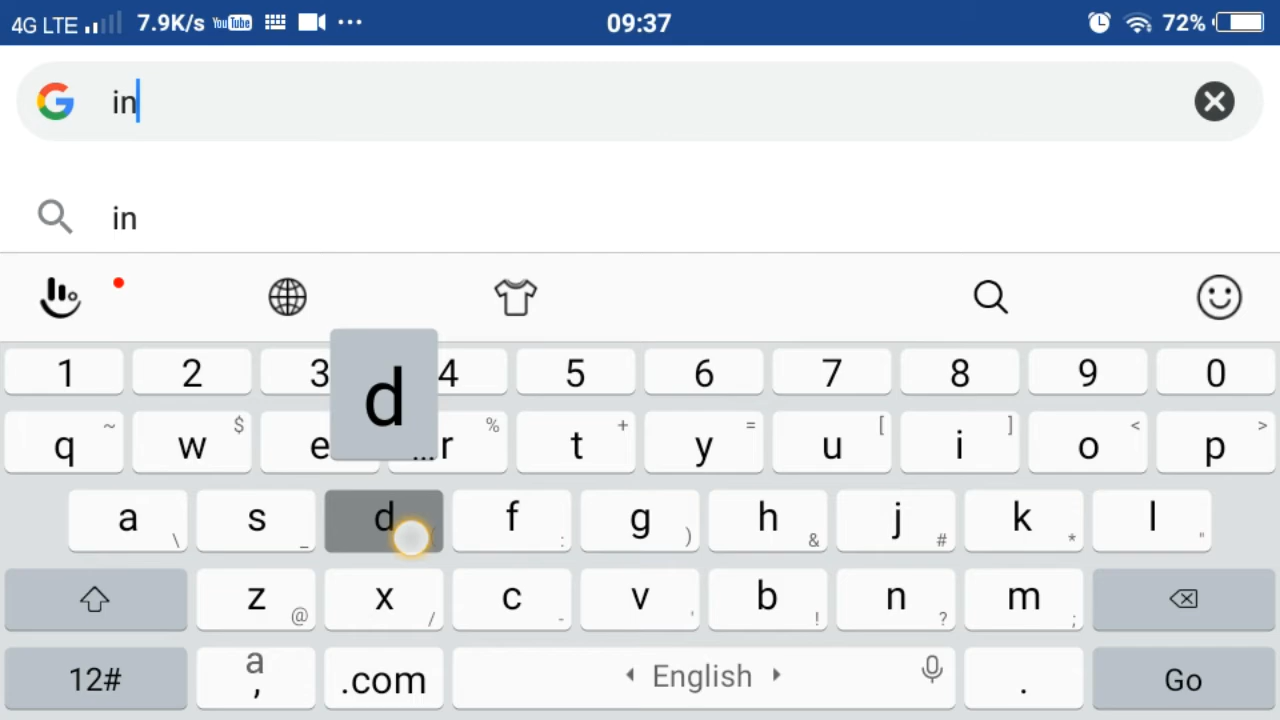 4G LTE 7.9K/s YouTube ... 09:37 72%
in
in
1 2 3 4 5 6 7 8 9 0
d
q ~ w $ e ... r % t + y = u [ i ] o < p >
a \ s _ d ( f : g ) h & j # k * l "
z @ x / c - v ' b ! n ? m ;
12# a , .com English . Go